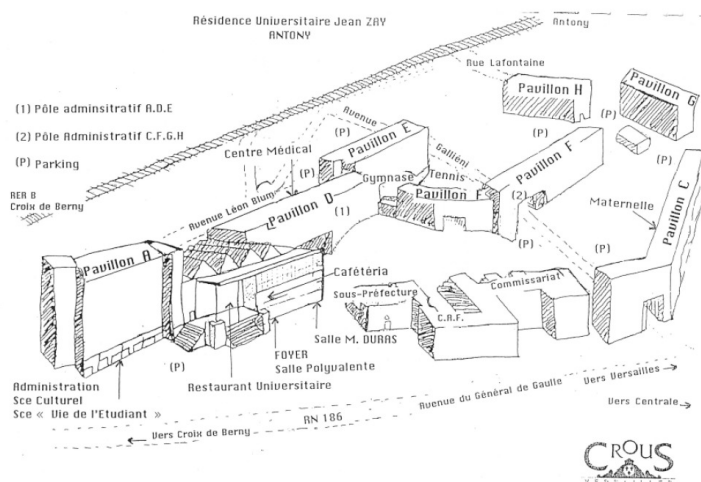 Résidence Universitaire Jean ZAY
ANTONY
Antony
Rue Lafontaine
Pavillon H
Pavillon G
(1) Pôle adminsitratif A.D.E
(2) Pôle Administratif C.F.G.H
(P) Parking
Avenue
Galliéni
(P)
Pavillon E
(P)
(P)
Centre Médical
(P)
Pavillon F
(P)
Gymnase
Tennis
RER B
Croix de Berny
Avenue Léon Blum
Pavillon D
(1)
Pavillon F
(2)
Maternelle
Pavillon C
Pavillon A
(P)
(P)
Cafétéria
Sous-Préfecture
Commissariat
C.A.F.
Salle M. DURAS
FOYER
Salle Polyvalente
(P)
Restaurant Universitaire
Administration
Sce Culturel
Sce « Vie de l'Etudiant »
Avenue du Général de Gaulle
Vers Versailles
RN 186
Vers Croix de Berny
Vers Centrale
CROUS